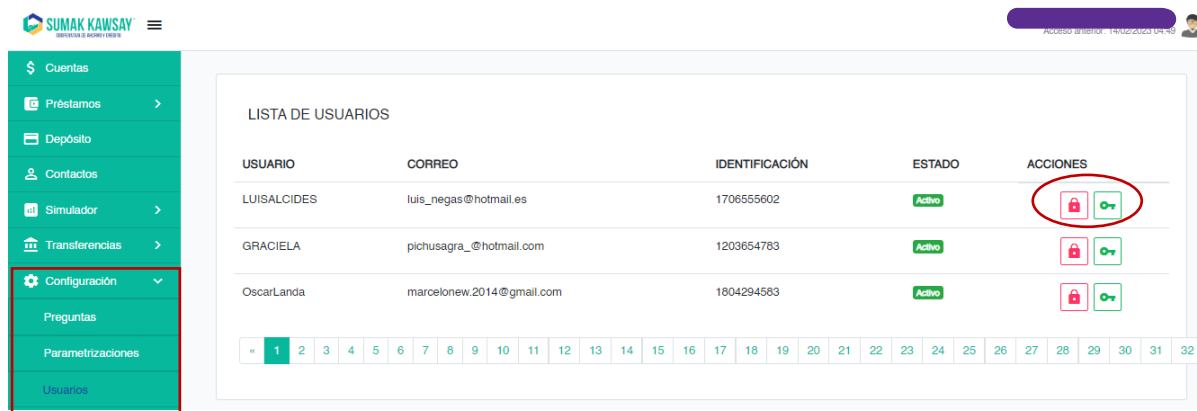 SUMAK KAWSAY
COOPERATIVA DE AHORRO Y CRÉDITO
Acceso anterior: 14/02/2023 04:49
$ Cuentas
Préstamos
Depósito
Contactos
Simulador
Transferencias
Configuración
Preguntas
Parametrizaciones
Usuarios
LISTA DE USUARIOS
USUARIO CORREO IDENTIFICACIÓN ESTADO ACCIONES
LUISALCIDES luis_negas@hotmail.es 1706555602 Activo
GRACIELA pichusagra_@hotmail.com 1203654783 Activo
OscarLanda marcelonew.2014@gmail.com 1804294583 Activo
« 1 2 3 4 5 6 7 8 9 10 11 12 13 14 15 16 17 18 19 20 21 22 23 24 25 26 27 28 29 30 31 32